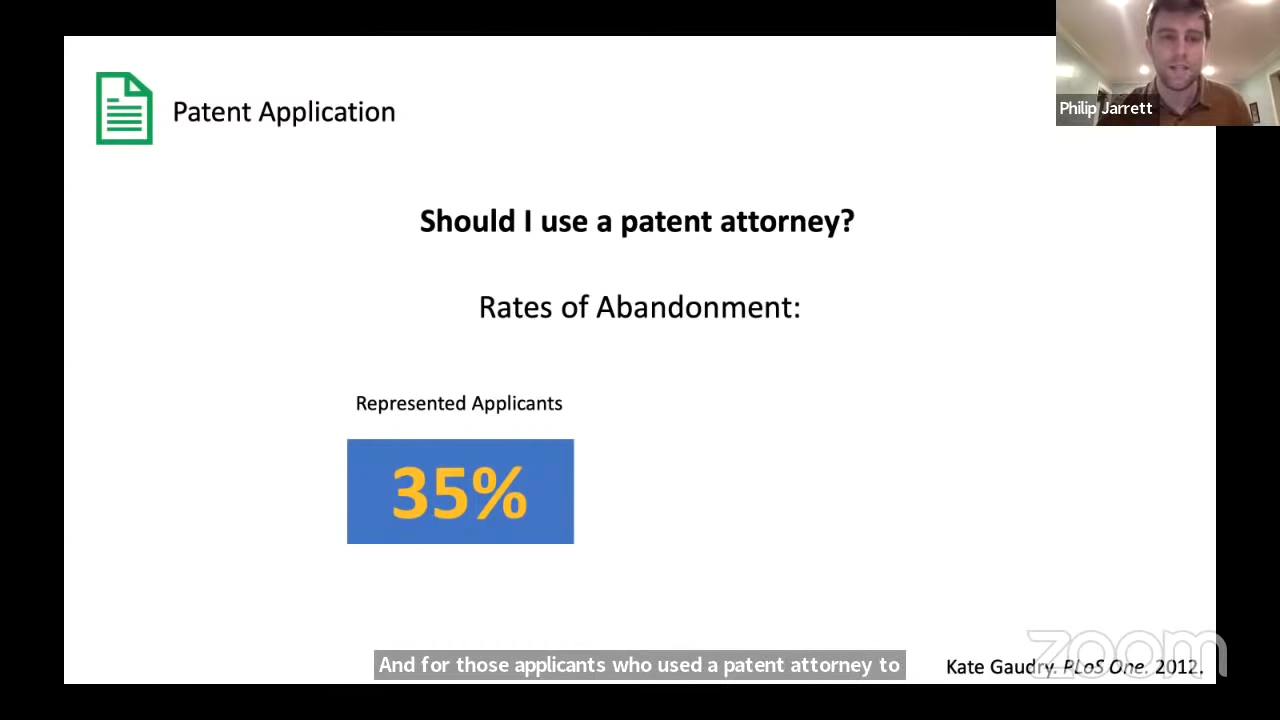 Philip Jarrett
Patent Application
Should I use a patent attorney?
Rates of Abandonment:
Represented Applicants
35%
And for those applicants who used a patent attorney to
zoom
Kate Gaudry. PLoS One. 2012.